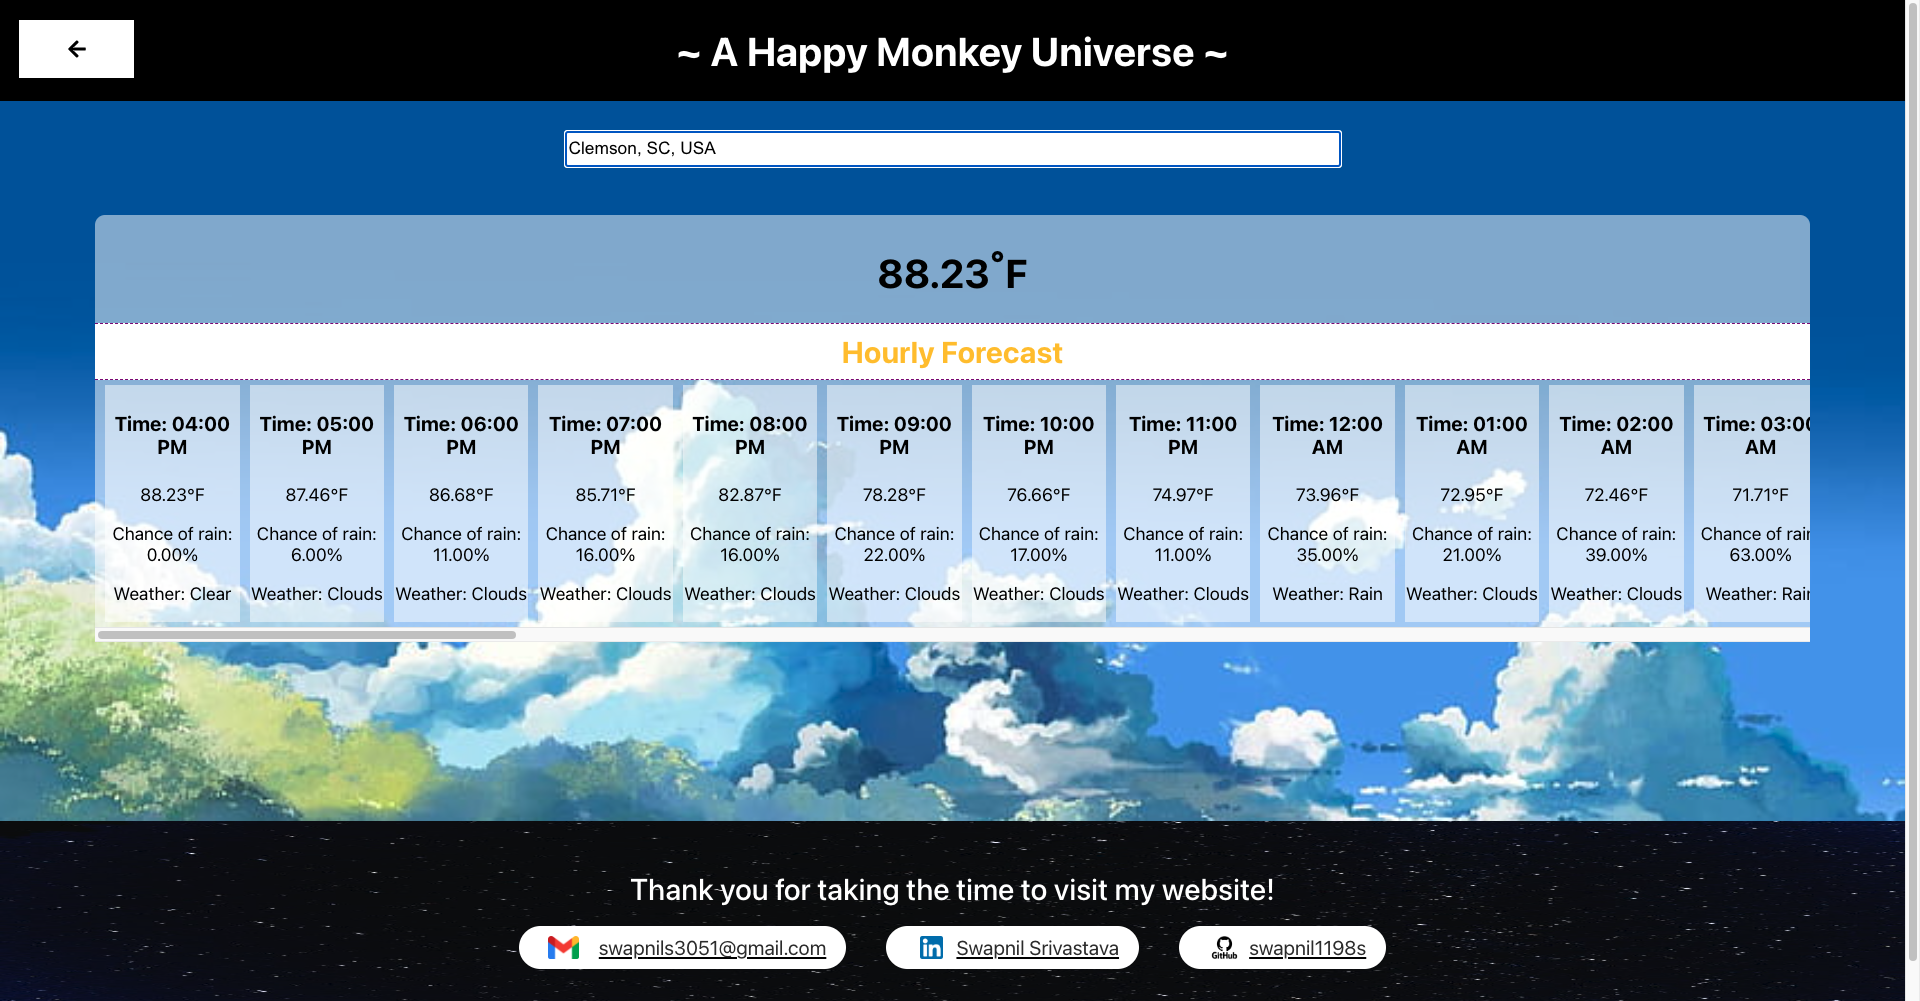 ~ A Happy Monkey Universe ~
Clemson, SC, USA
88.23°F
Hourly Forecast
Time: 04:00
PM
88.23°F
Chance of rain:
0.00%
Weather: Clear
Time: 05:00
PM
87.46°F
Chance of rain:
6.00%
Weather: Clouds
Time: 06:00
PM
86.68°F
Chance of rain:
11.00%
Weather: Clouds
Time: 07:00
PM
85.71°F
Chance of rain:
16.00%
Weather: Clouds
Time: 08:00
PM
82.87°F
Chance of rain:
16.00%
Weather: Clouds
Time: 09:00
PM
78.28°F
Chance of rain:
22.00%
Weather: Clouds
Time: 10:00
PM
76.66°F
Chance of rain:
17.00%
Weather: Clouds
Time: 11:00
PM
74.97°F
Chance of rain:
11.00%
Weather: Clouds
Time: 12:00
AM
73.96°F
Chance of rain:
35.00%
Weather: Rain
Time: 01:00
AM
72.95°F
Chance of rain:
21.00%
Weather: Clouds
Time: 02:00
AM
72.46°F
Chance of rain:
39.00%
Weather: Clouds
Time: 03:00
AM
71.71°F
Chance of rain
63.00%
Weather: Rain
Thank you for taking the time to visit my website!
swapnils3051@gmail.com
Swapnil Srivastava
GitHub
swapnil1198s